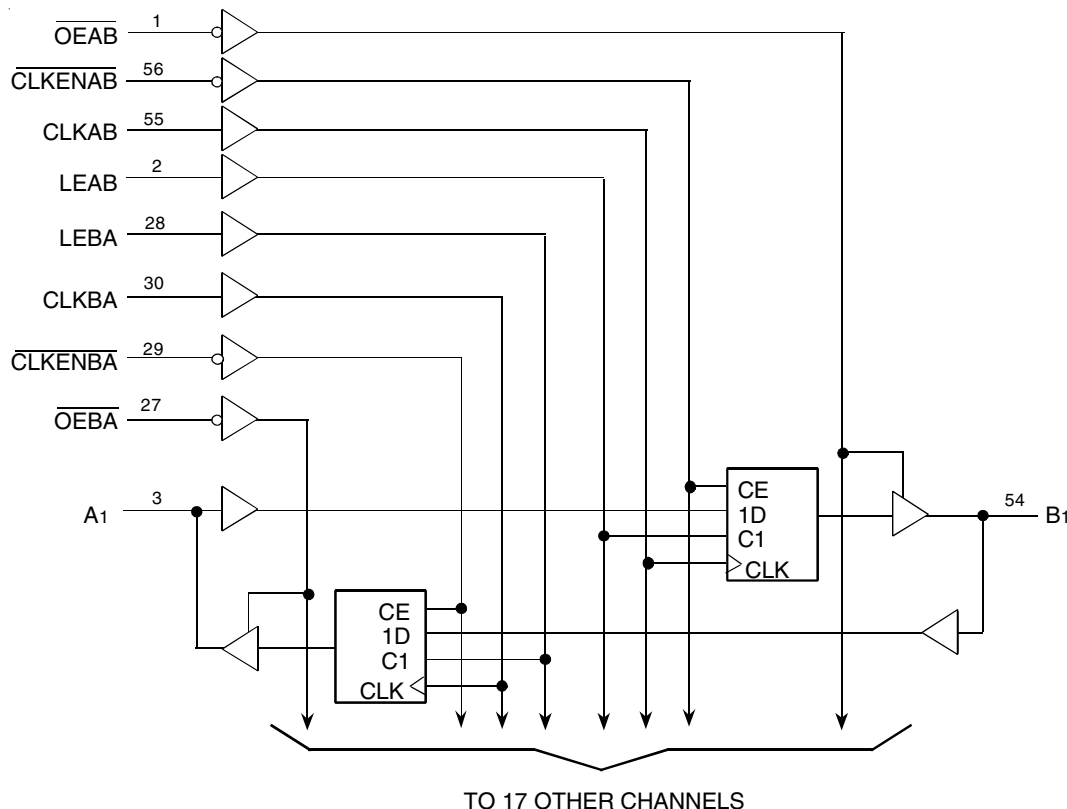 OEAB 1
CLKENAB 56
CLKAB 55
LEAB 2
LEBA 28
CLKBA 30
CLKENBA 29
OEBA 27
A1 3
CE
1D
C1
CLK
54 B1
CE
1D
C1
CLK
TO 17 OTHER CHANNELS